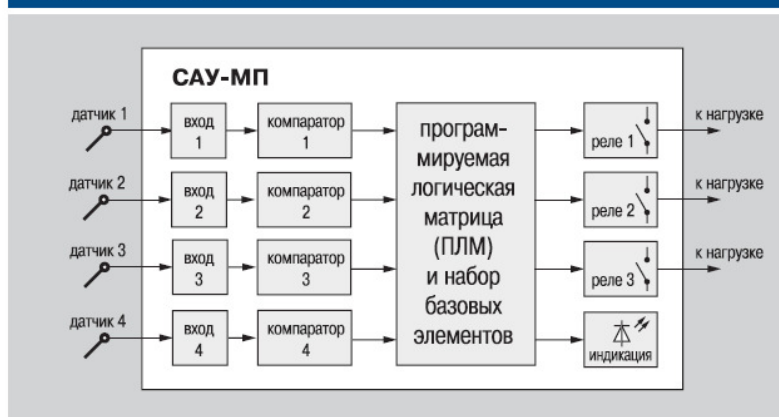 САУ-МП
датчик 1
вход
1
компаратор
1
реле 1
к нагрузке
датчик 2
вход
2
компаратор
2
реле 2
к нагрузке
датчик 3
вход
3
компаратор
3
реле 3
к нагрузке
датчик 4
вход
4
компаратор
4
програм-
мируемая
логическая
матрица
(ПЛМ)
и набор
базовых
элементов
индикация